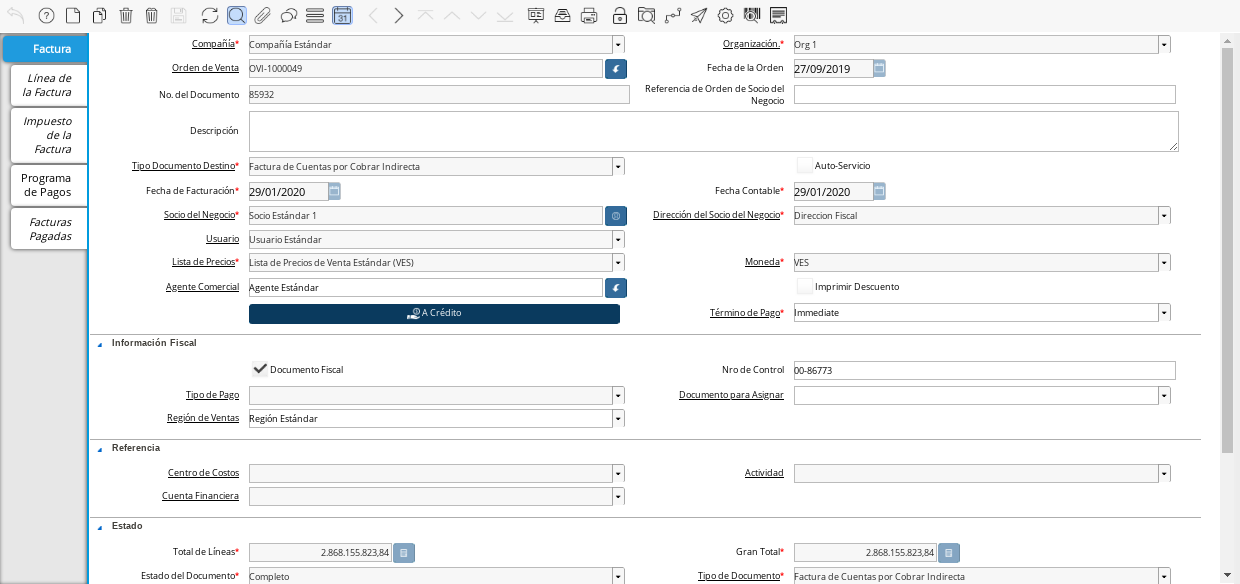 31
Factura
Línea de
la Factura
Impuesto
de la
Factura
Programa
de Pagos
Facturas
Pagadas
Compañía* Compañía Estándar Organización.* Org 1
Orden de Venta OVI-1000049 Fecha de la Orden 27/09/2019
No. del Documento 85932 Referencia de Orden de Socio del
Negocio
Descripción
Tipo Documento Destino* Factura de Cuentas por Cobrar Indirecta Auto-Servicio
Fecha de Facturación* 29/01/2020 Fecha Contable* 29/01/2020
Socio del Negocio* Socio Estándar 1 Dirección del Socio del Negocio* Direccion Fiscal
Usuario Usuario Estándar
Lista de Precios* Lista de Precios de Venta Estándar (VES) Moneda* VES
Agente Comercial Agente Estándar Imprimir Descuento
A Crédito Término de Pago* Immediate
Información Fiscal
Documento Fiscal Nro de Control 00-86773
Tipo de Pago Documento para Asignar
Región de Ventas Región Estándar
Referencia
Centro de Costos Actividad
Cuenta Financiera
Estado
Total de Líneas* 2.868.155.823,84 Gran Total* 2.868.155.823,84
Estado del Documento* Completo Tipo de Documento* Factura de Cuentas por Cobrar Indirecta